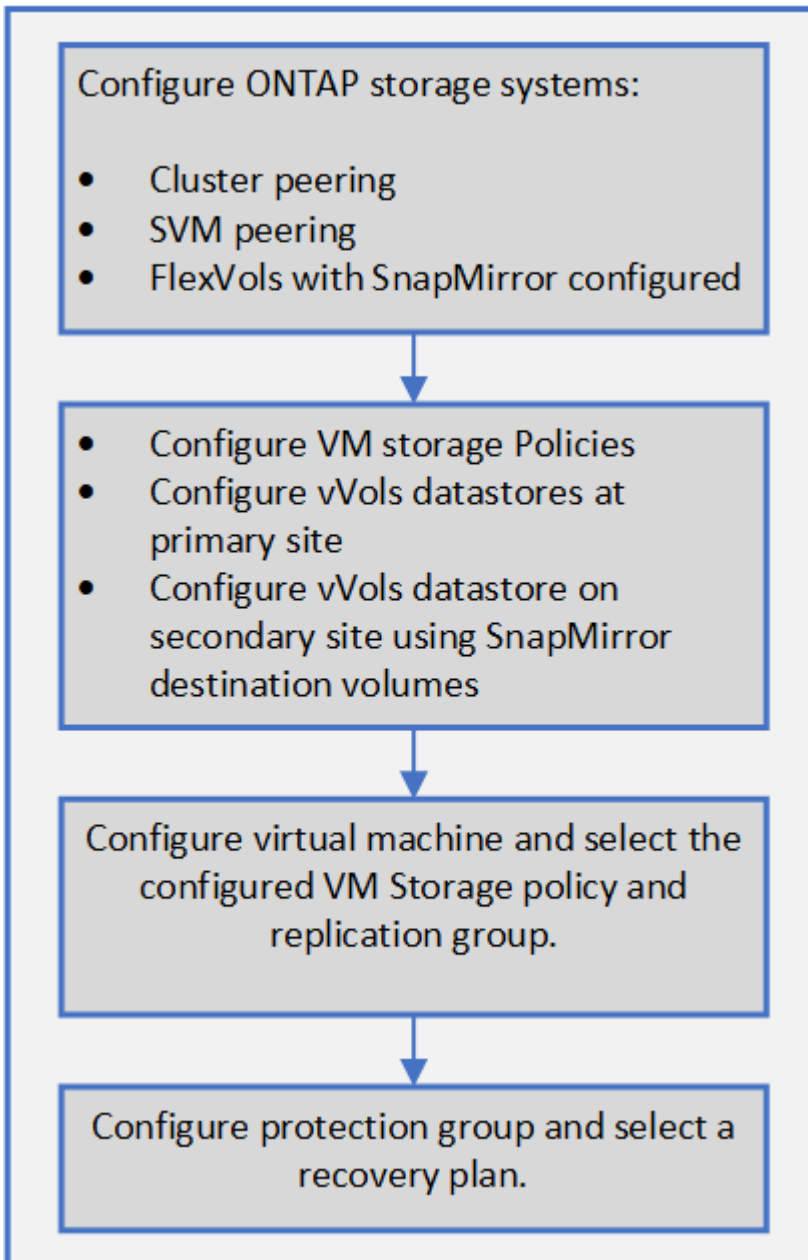 Configure ONTAP storage systems:
• Cluster peering
• SVM peering
• FlexVols with SnapMirror configured
• Configure VM storage Policies
• Configure vVols datastores at
primary site
• Configure vVols datastore on
secondary site using SnapMirror
destination volumes
Configure virtual machine and select the
configured VM Storage policy and
replication group.
Configure protection group and select a
recovery plan.